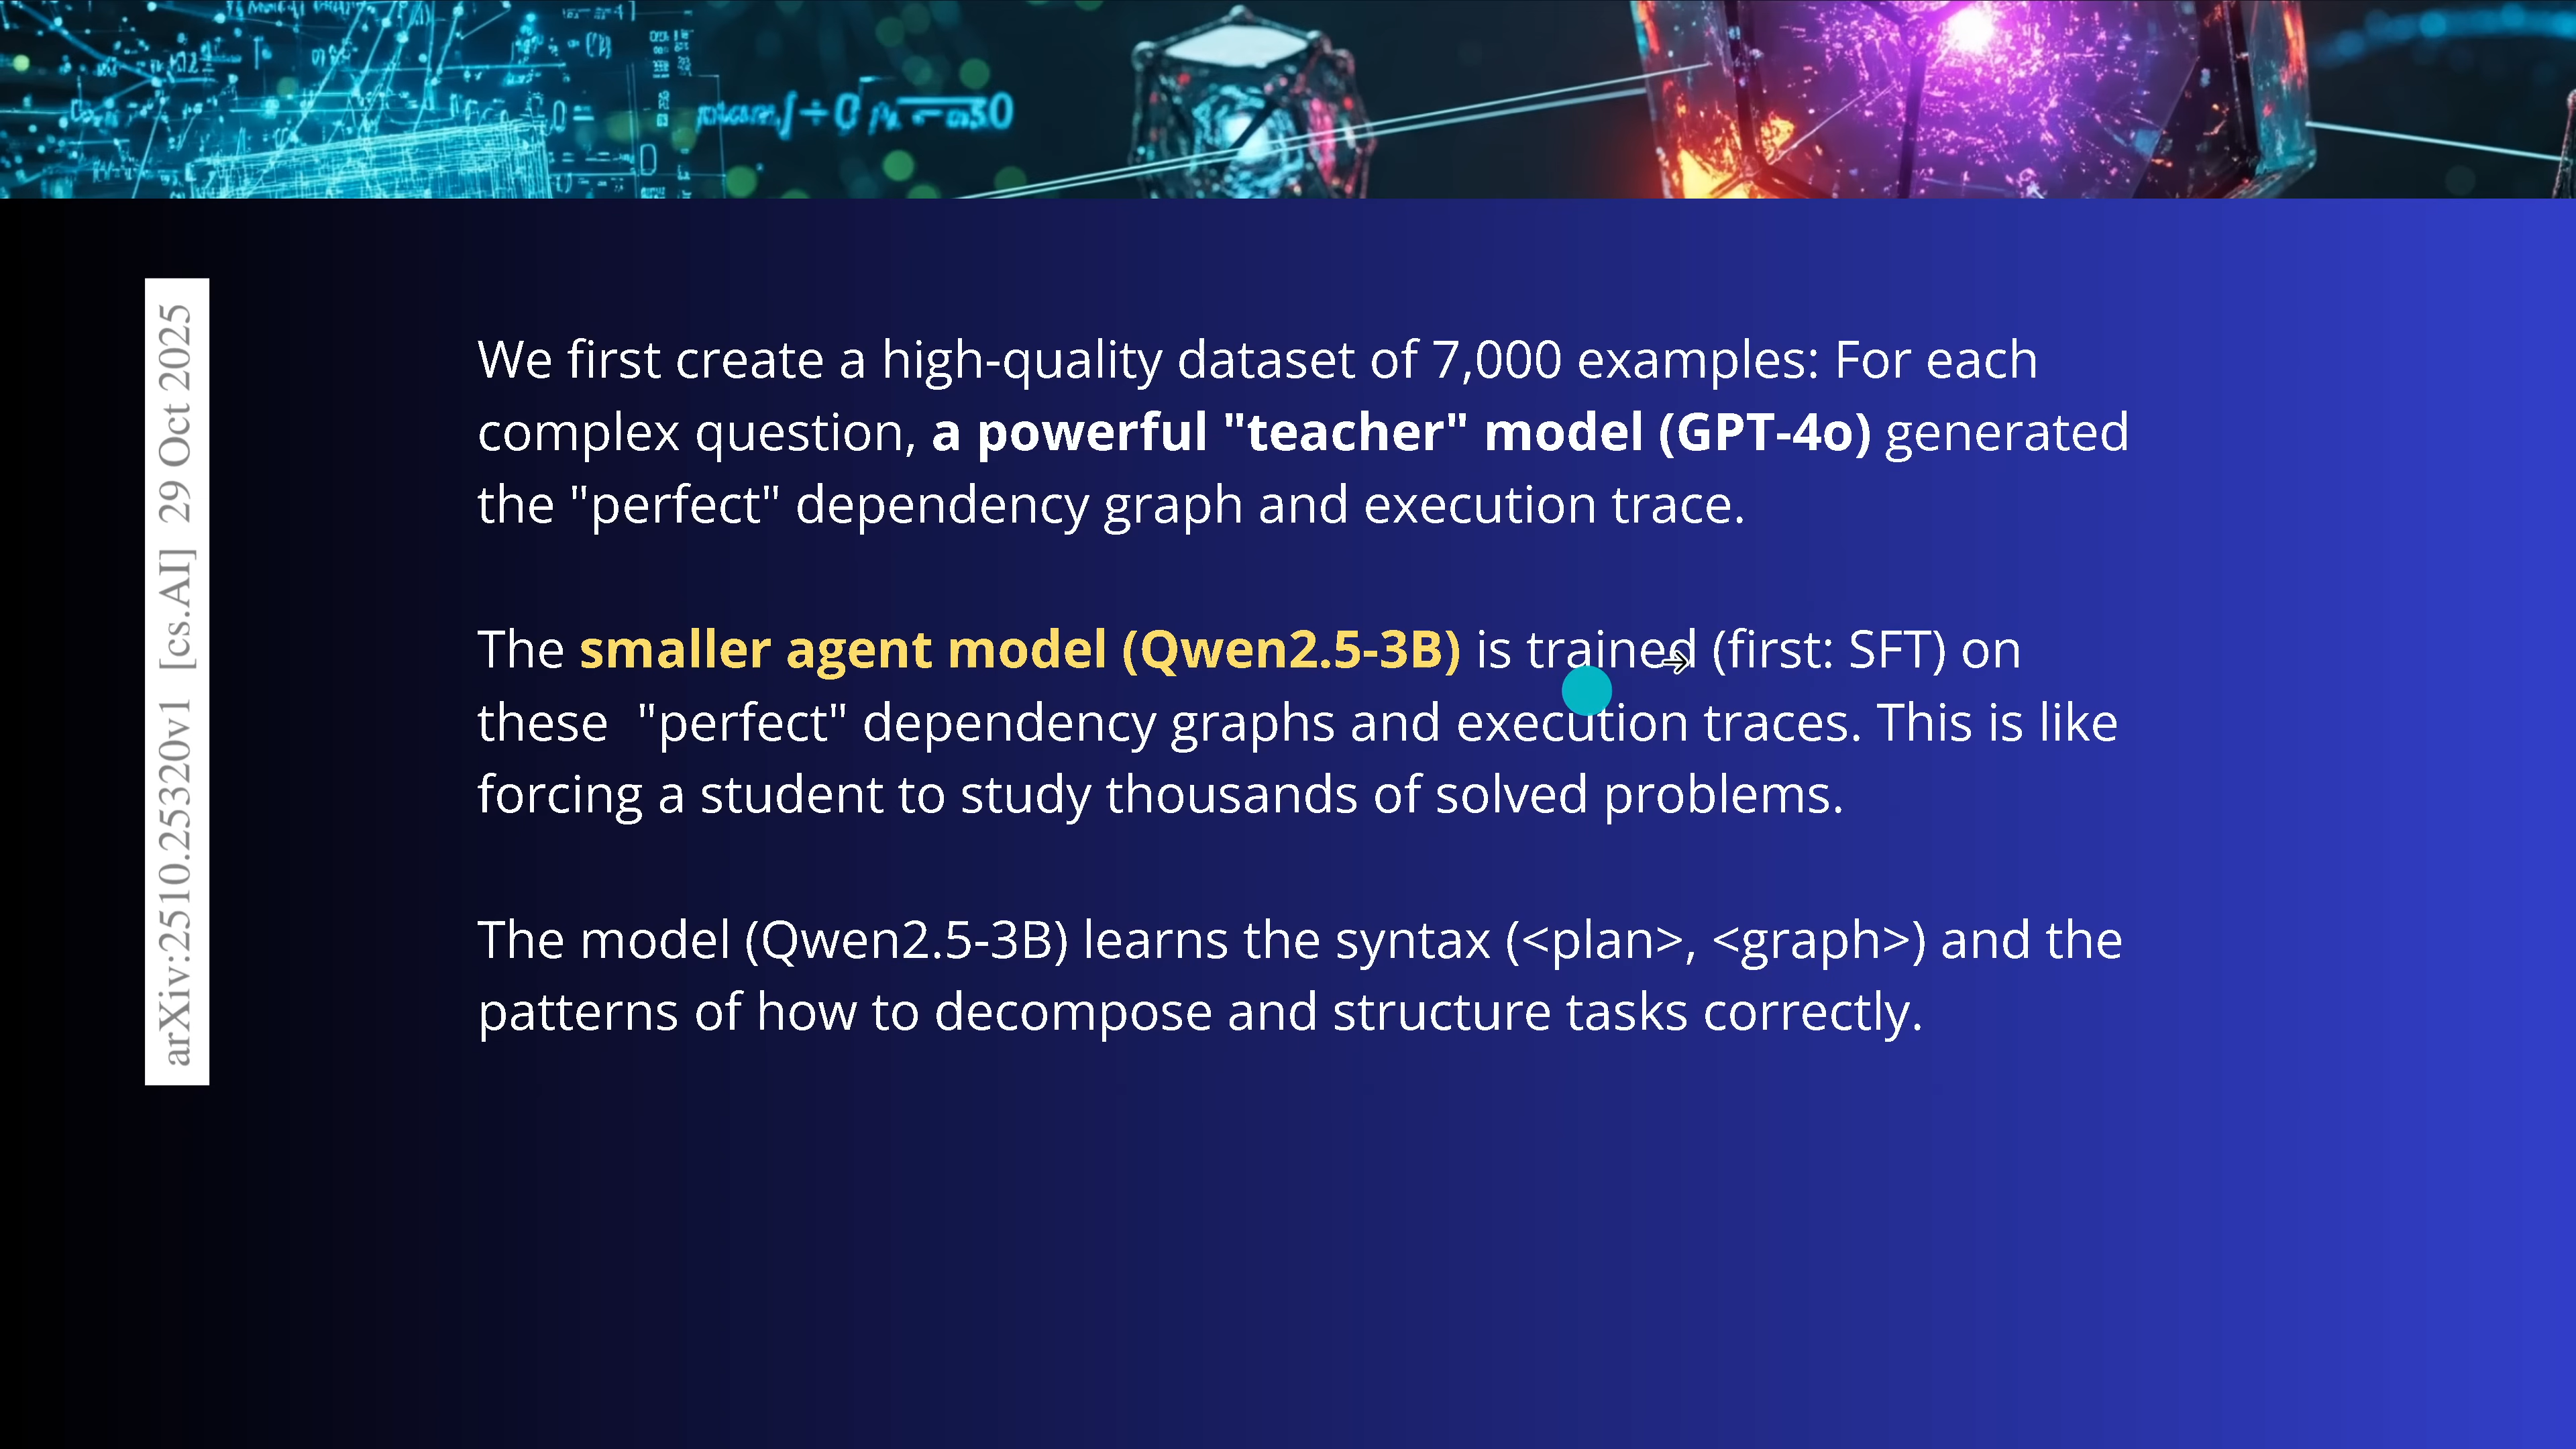 arXiv:2510.25320v1 [cs.AI] 29 Oct 2025
We first create a high-quality dataset of 7,000 examples: For each
complex question, a powerful "teacher" model (GPT-4o) generated
the "perfect" dependency graph and execution trace.
The smaller agent model (Qwen2.5-3B) is trained (first: SFT) on
these  "perfect" dependency graphs and execution traces. This is like
forcing a student to study thousands of solved problems.
The model (Qwen2.5-3B) learns the syntax (<plan>, <graph>) and the
patterns of how to decompose and structure tasks correctly.